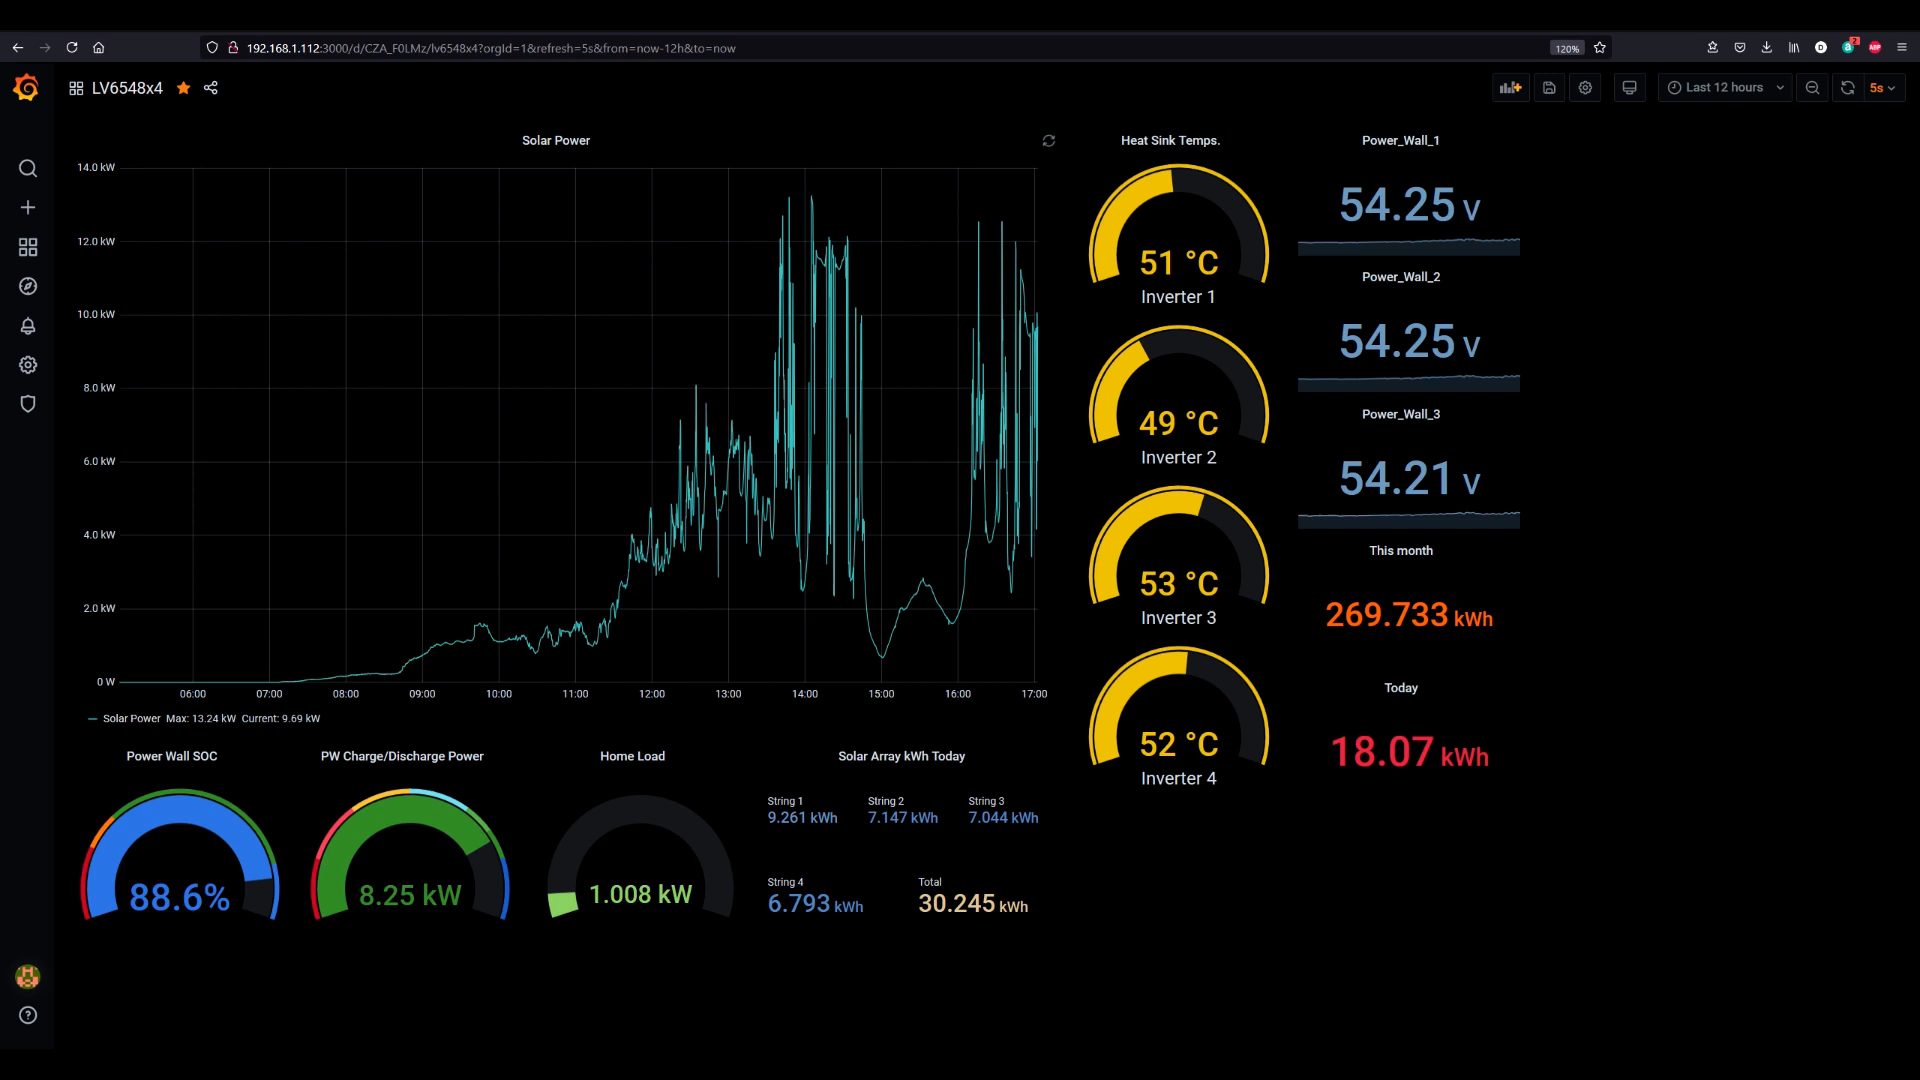 192.168.1.112:3000/d/CZA_F0LMz/lv6548x4?orgId=1&refresh=5s&from=now-12h&to=now
120%
2
a
ABP
LV6548x4
Last 12 hours
5s
Solar Power
14.0 kW
12.0 kW
10.0 kW
8.0 kW
6.0 kW
4.0 kW
2.0 kW
0 W
06:00 07:00 08:00 09:00 10:00 11:00 12:00 13:00 14:00 15:00 16:00 17:00
Solar Power Max: 13.24 kW Current: 9.69 kW
Heat Sink Temps.
51 °C
Inverter 1
49 °C
Inverter 2
53 °C
Inverter 3
52 °C
Inverter 4
Power_Wall_1
54.25 V
Power_Wall_2
54.25 V
Power_Wall_3
54.21 V
This month
269.733 kWh
Today
18.07 kWh
Power Wall SOC
88.6%
PW Charge/Discharge Power
8.25 kW
Home Load
1.008 kW
Solar Array kWh Today
String 1 String 2 String 3
9.261 kWh 7.147 kWh 7.044 kWh
String 4 Total
6.793 kWh 30.245 kWh